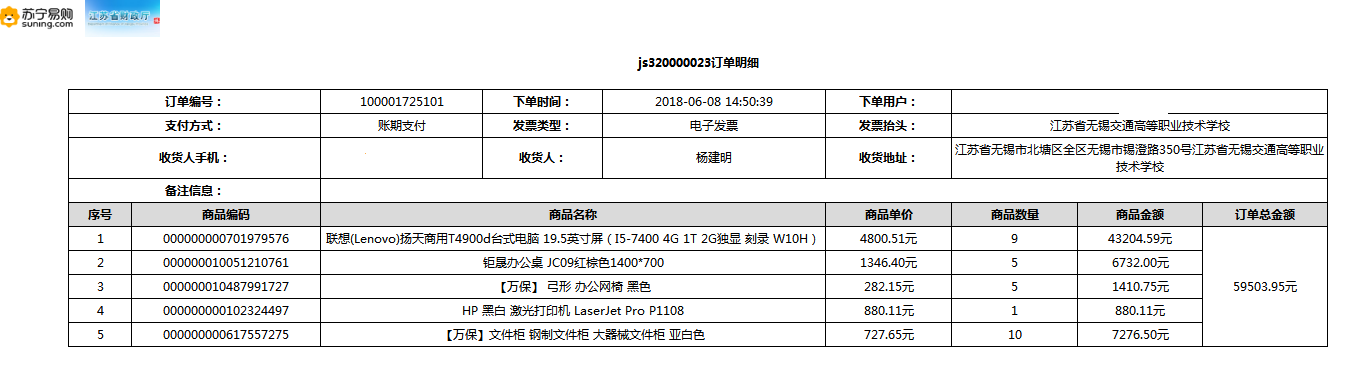 苏宁易购
suning.com
江苏省财政厅
js320000023订单明细
订单编号： 100001725101 下单时间： 2018-06-08 14:50:39 下单用户：
支付方式： 账期支付 发票类型： 电子发票 发票抬头： 江苏省无锡交通高等职业技术学校
收货人手机： 收货人： 杨建明 收货地址： 江苏省无锡市北塘区全区无锡市锡澄路350号江苏省无锡交通高等职业
技术学校
备注信息：
序号 商品编码 商品名称 商品单价 商品数量 商品金额 订单总金额
1 000000000701979576 联想(Lenovo)扬天商用T4900d台式电脑 19.5英寸屏（I5-7400 4G 1T 2G独显 刻录 W10H） 4800.51元 9 43204.59元
2 000000010051210761 钜晟办公桌 JC09红棕色1400*700 1346.40元 5 6732.00元
3 000000010487991727 【万保】 弓形 办公网椅 黑色 282.15元 5 1410.75元 59503.95元
4 000000000102324497 HP 黑白 激光打印机 LaserJet Pro P1108 880.11元 1 880.11元
5 000000000617557275 【万保】文件柜 钢制文件柜 大器械文件柜 亚白色 727.65元 10 7276.50元